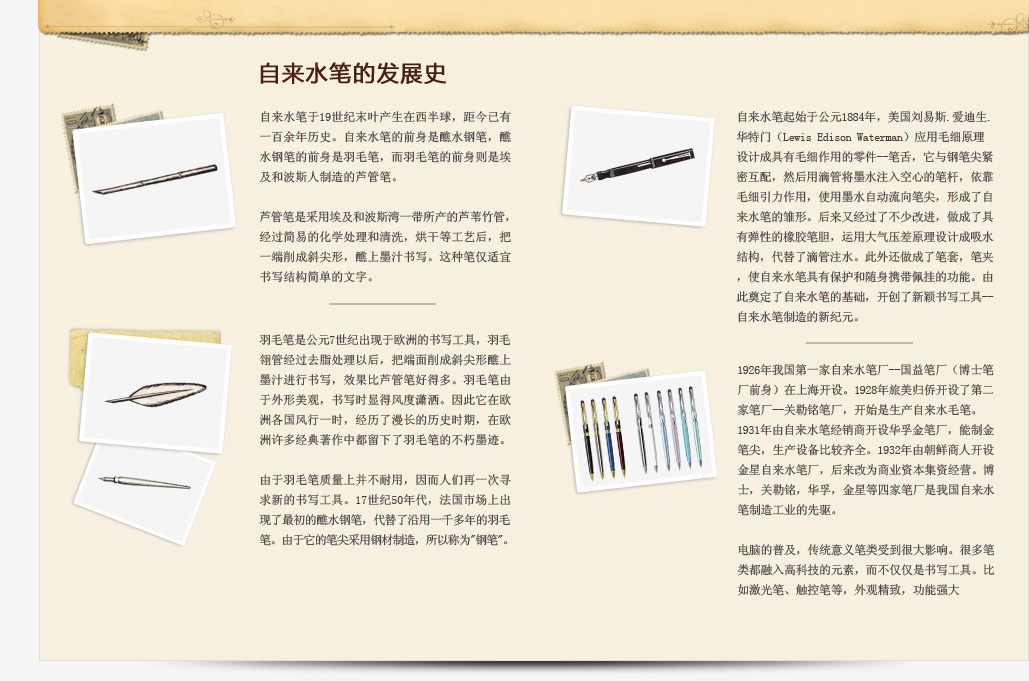 自来水笔的发展史
自来水笔于19世纪末叶产生在西半球，距今已有
一百余年历史。自来水笔的前身是蘸水钢笔，蘸
水钢笔的前身是羽毛笔，而羽毛笔的前身则是埃
及和波斯人制造的芦管笔。
芦管笔是采用埃及和波斯湾一带所产的芦苇竹管，
经过简易的化学处理和清洗，烘干等工艺后，把
一端削成斜尖形，蘸上墨汁书写。这种笔仅适宜
书写结构简单的文字。
羽毛笔是公元7世纪出现于欧洲的书写工具，羽毛
翎管经过去脂处理以后，把端面削成斜尖形蘸上
墨汁进行书写，效果比芦管笔好得多。羽毛笔由
于外形美观，书写时显得风度潇洒。因此它在欧
洲各国风行一时，经历了漫长的历史时期，在欧
洲许多经典著作中都留下了羽毛笔的不朽墨迹。
由于羽毛笔质量上并不耐用，因而人们再一次寻
求新的书写工具。17世纪50年代，法国市场上出
现了最初的蘸水钢笔，代替了沿用一千多年的羽毛
笔。由于它的笔尖采用钢材制造，所以称为"钢笔"。
自来水笔起始于公元1884年，美国刘易斯.爱迪生.
华特门（Lewis Edison Waterman）应用毛细原理
设计成具有毛细作用的零件--笔舌，它与钢笔尖紧
密互配，然后用滴管将墨水注入空心的笔杆，依靠
毛细引力作用，使用墨水自动流向笔尖，形成了自
来水笔的雏形。后来又经过了不少改进，做成了具
有弹性的橡胶笔胆，运用大气压差原理设计成吸水
结构，代替了滴管注水。此外还做成了笔套，笔夹
，使自来水笔具有保护和随身携带佩挂的功能。由
此奠定了自来水笔的基础，开创了新颖书写工具--
自来水笔制造的新纪元。
1926年我国第一家自来水笔厂--国益笔厂（博士笔
厂前身）在上海开设。1928年旅美归侨开设了第二
家笔厂--关勒铭笔厂，开始是生产自来水毛笔。
1931年由自来水笔经销商开设华孚金笔厂，能制金
笔尖，生产设备比较齐全。1932年由朝鲜商人开设
金星自来水笔厂，后来改为商业资本集资经营。博
士，关勒铭，华孚，金星等四家笔厂是我国自来水
笔制造工业的先驱。
电脑的普及，传统意义笔类受到很大影响。很多笔
类都融入高科技的元素，而不仅仅是书写工具。比
如激光笔、触控笔等，外观精致，功能强大